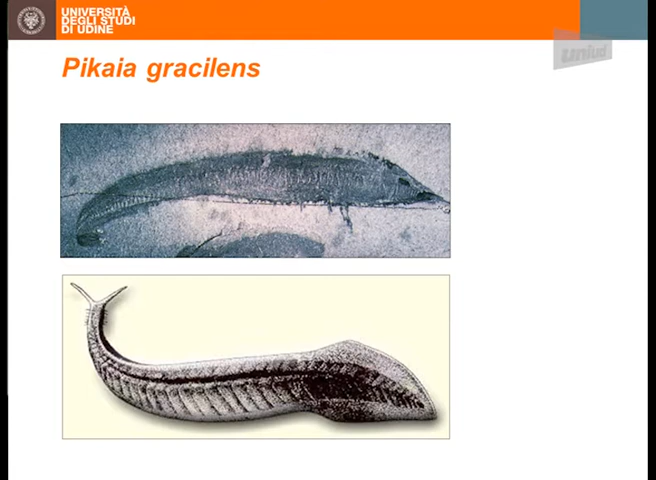 UNIVERSITÀ
DEGLI STUDI
DI UDINE
uniud
Pikaia gracilens